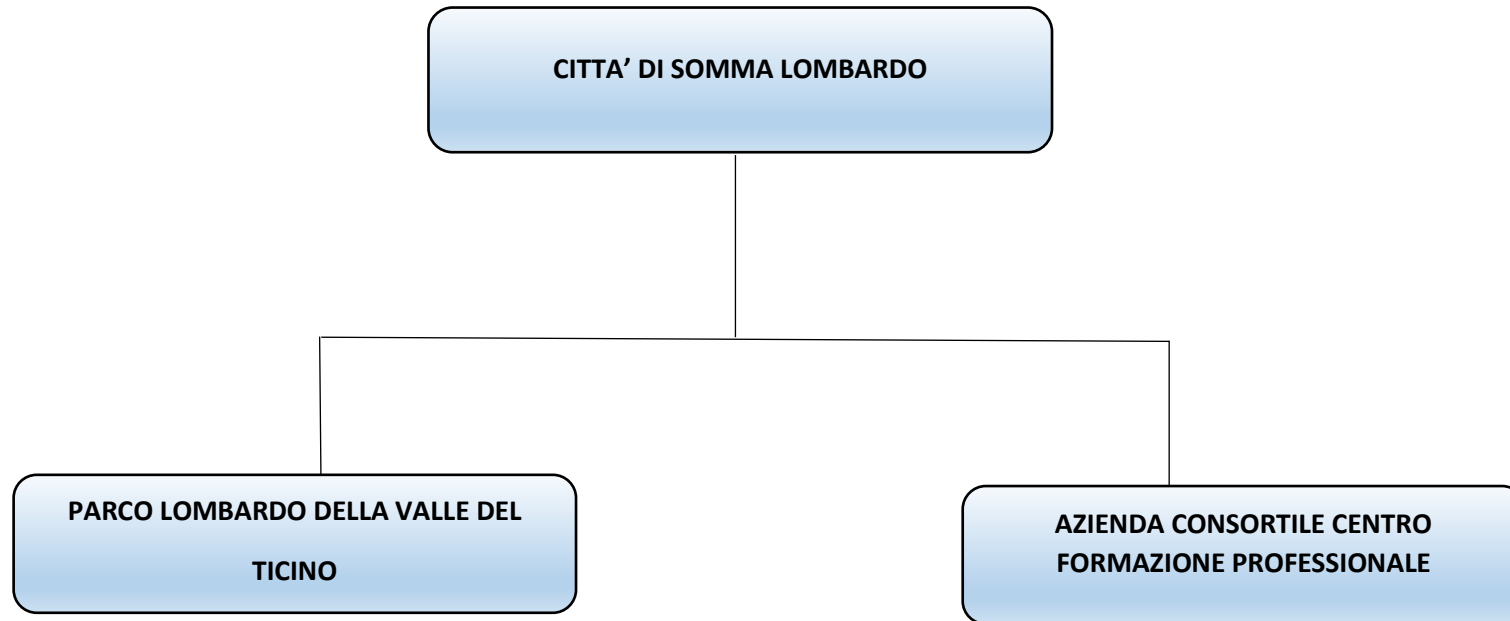 CITTA’ DI SOMMA LOMBARDO
PARCO LOMBARDO DELLA VALLE DEL
TICINO
AZIENDA CONSORTILE CENTRO
FORMAZIONE PROFESSIONALE